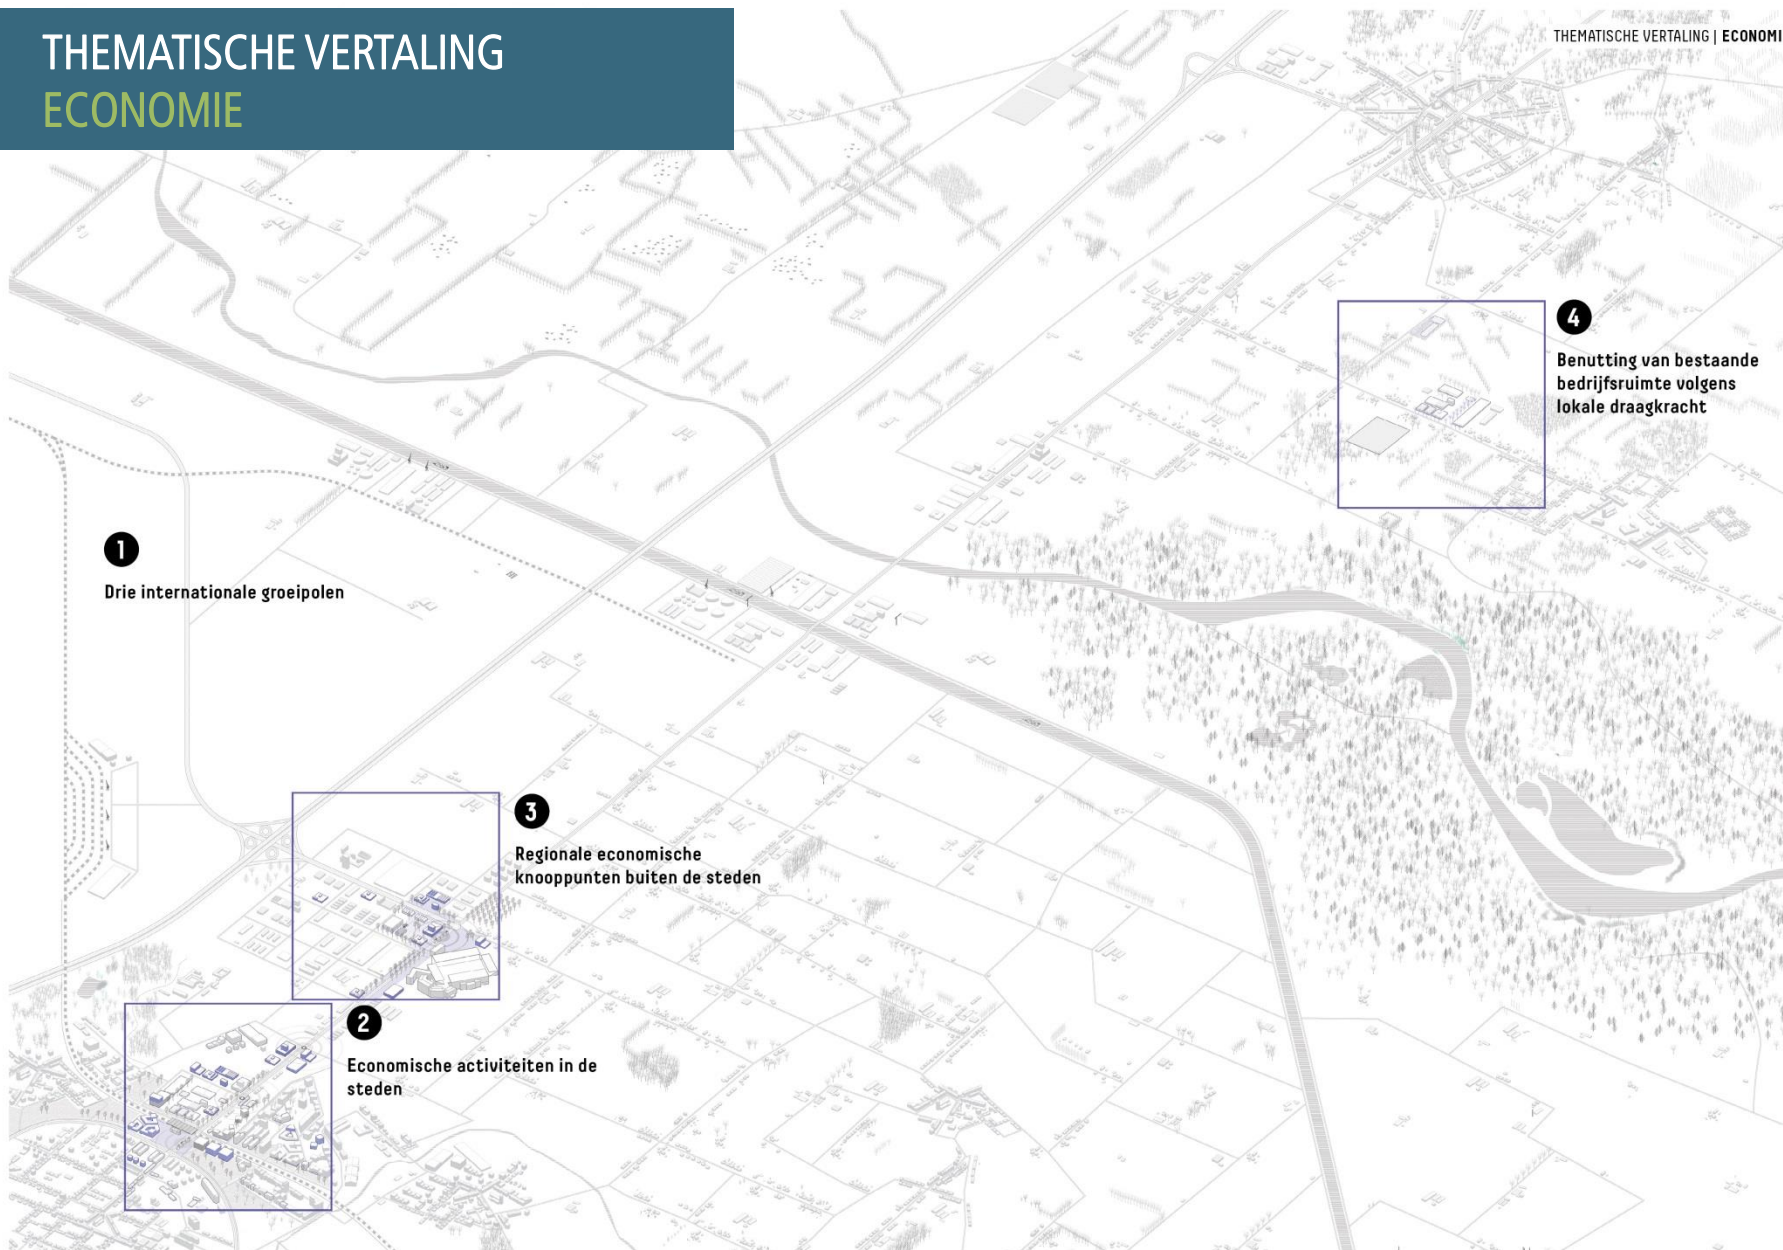 THEMATISCHE VERTALING
ECONOMIE
THEMATISCHE VERTALING | ECONOMI
4
Benutting van bestaande
bedrijfsruimte volgens
lokale draagkracht
1
Drie internationale groeipolen
3
Regionale economische
knooppunten buiten de steden
2
Economische activiteiten in de
steden